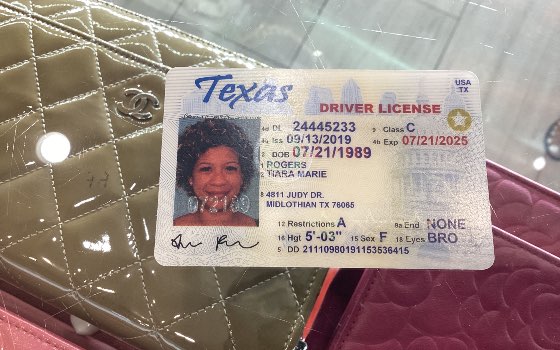 Texas
USA
TX
DRIVER LICENSE
4d DL 24445233 9 Class C
4a Iss 09/13/2019 4b Exp 07/21/2025
3 DOB 07/21/1989
1 ROGERS
2 TIARA MARIE
8 4811 JUDY DR.
MIDLOTHIAN TX 76065
12 Restrictions A 9a End NONE
16 Hgt 5'-03" 15 Sex F 18 Eyes BRO
5 DD 21110980191153536415